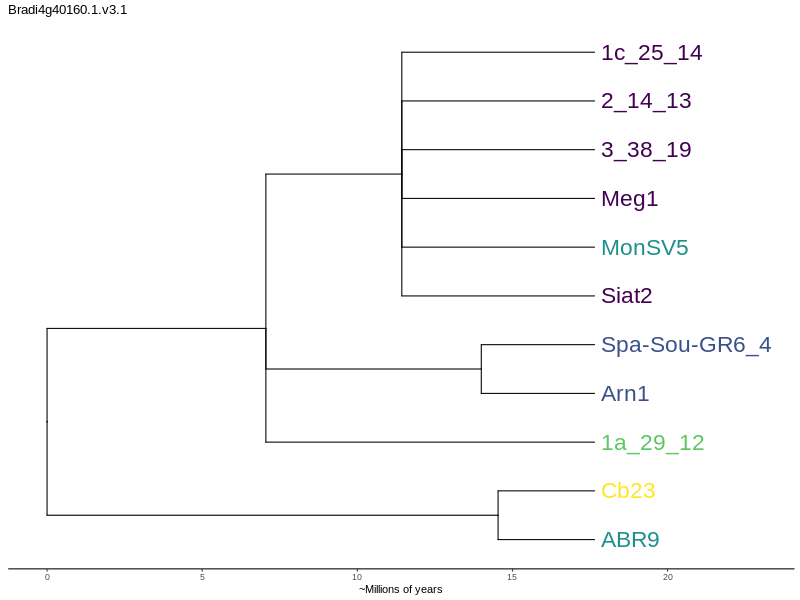 Bradi4g40160.1.v3.1
1c_25_14
2_14_13
3_38_19
Meg1
MonSV5
Siat2
Spa-Sou-GR6_4
Arn1
1a_29_12
Cb23
ABR9
0 5 10 15 20
~Millions of years